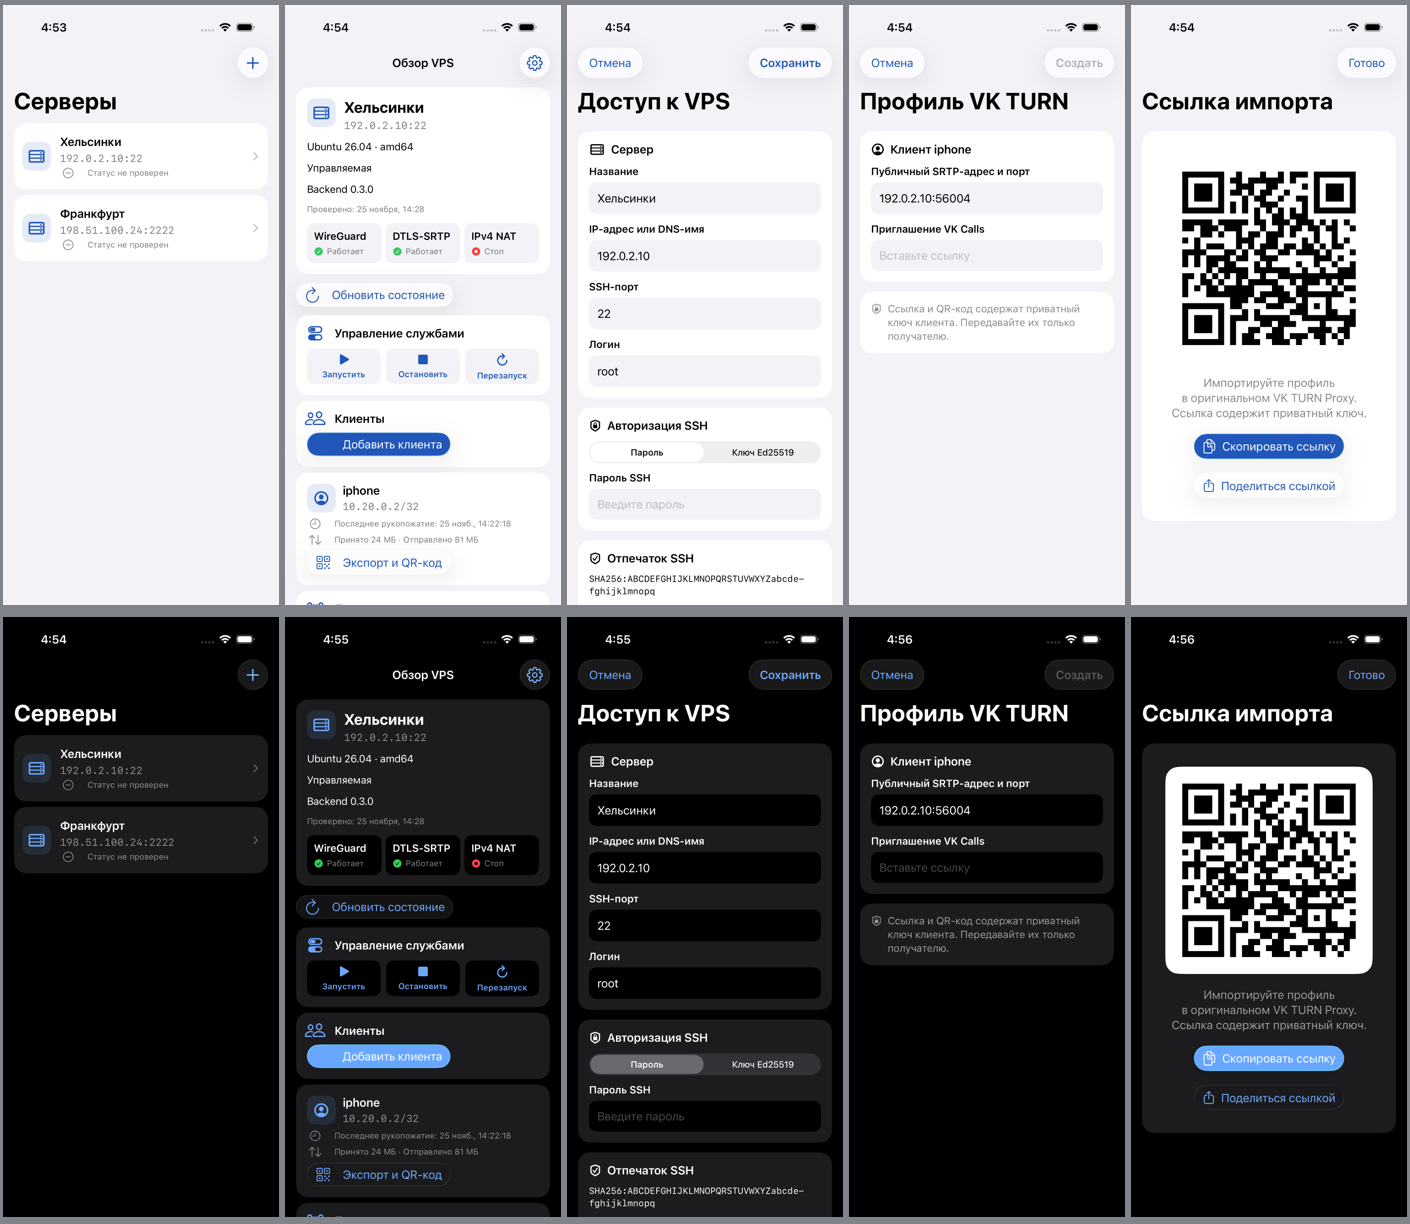 4:53
Серверы
Хельсинки
192.0.2.10:22
Статус не проверен
Франкфурт
198.51.100.24:2222
Статус не проверен
4:54
Обзор VPS
Хельсинки
192.0.2.10:22
Ubuntu 26.04 · amd64
Управляемая
Backend 0.3.0
Проверено: 25 ноября, 14:28
WireGuard
Работает
DTLS-SRTP
Работает
IPv4 NAT
Стоп
Обновить состояние
Управление службами
Запустить
Остановить
Перезапуск
Клиенты
Добавить клиента
iphone
10.20.0.2/32
Последнее рукопожатие: 25 нояб., 14:22:18
Принято 24 МБ · Отправлено 81 МБ
Экспорт и QR-код
4:54
Отмена
Сохранить
Доступ к VPS
Сервер
Название
Хельсинки
IP-адрес или DNS-имя
192.0.2.10
SSH-порт
22
Логин
root
Авторизация SSH
Пароль
Ключ Ed25519
Пароль SSH
Введите пароль
Отпечаток SSH
SHA256:ABCDEFGHIJKLMNOPQRSTUVWXYZabcde-
fghijklmnopq
4:54
Отмена
Создать
Профиль VK TURN
Клиент iphone
Публичный SRTP-адрес и порт
192.0.2.10:56004
Приглашение VK Calls
Вставьте ссылку
Ссылка и QR-код содержат приватный
ключ клиента. Передавайте их только
получателю.
4:54
Готово
Ссылка импорта
Импортируйте профиль
в оригинальном VK TURN Proxy.
Ссылка содержит приватный ключ.
Скопировать ссылку
Поделиться ссылкой
4:54
Серверы
Хельсинки
192.0.2.10:22
Статус не проверен
Франкфурт
198.51.100.24:2222
Статус не проверен
4:55
Обзор VPS
Хельсинки
192.0.2.10:22
Ubuntu 26.04 · amd64
Управляемая
Backend 0.3.0
Проверено: 25 ноября, 14:28
WireGuard
Работает
DTLS-SRTP
Работает
IPv4 NAT
Стоп
Обновить состояние
Управление службами
Запустить
Остановить
Перезапуск
Клиенты
Добавить клиента
iphone
10.20.0.2/32
Последнее рукопожатие: 25 нояб., 14:22:18
Принято 24 МБ · Отправлено 81 МБ
Экспорт и QR-код
4:55
Отмена
Сохранить
Доступ к VPS
Сервер
Название
Хельсинки
IP-адрес или DNS-имя
192.0.2.10
SSH-порт
22
Логин
root
Авторизация SSH
Пароль
Ключ Ed25519
Пароль SSH
Введите пароль
Отпечаток SSH
SHA256:ABCDEFGHIJKLMNOPQRSTUVWXYZabcde-
fghijklmnopq
4:56
Отмена
Создать
Профиль VK TURN
Клиент iphone
Публичный SRTP-адрес и порт
192.0.2.10:56004
Приглашение VK Calls
Вставьте ссылку
Ссылка и QR-код содержат приватный
ключ клиента. Передавайте их только
получателю.
4:56
Готово
Ссылка импорта
Импортируйте профиль
в оригинальном VK TURN Proxy.
Ссылка содержит приватный ключ.
Скопировать ссылку
Поделиться ссылкой